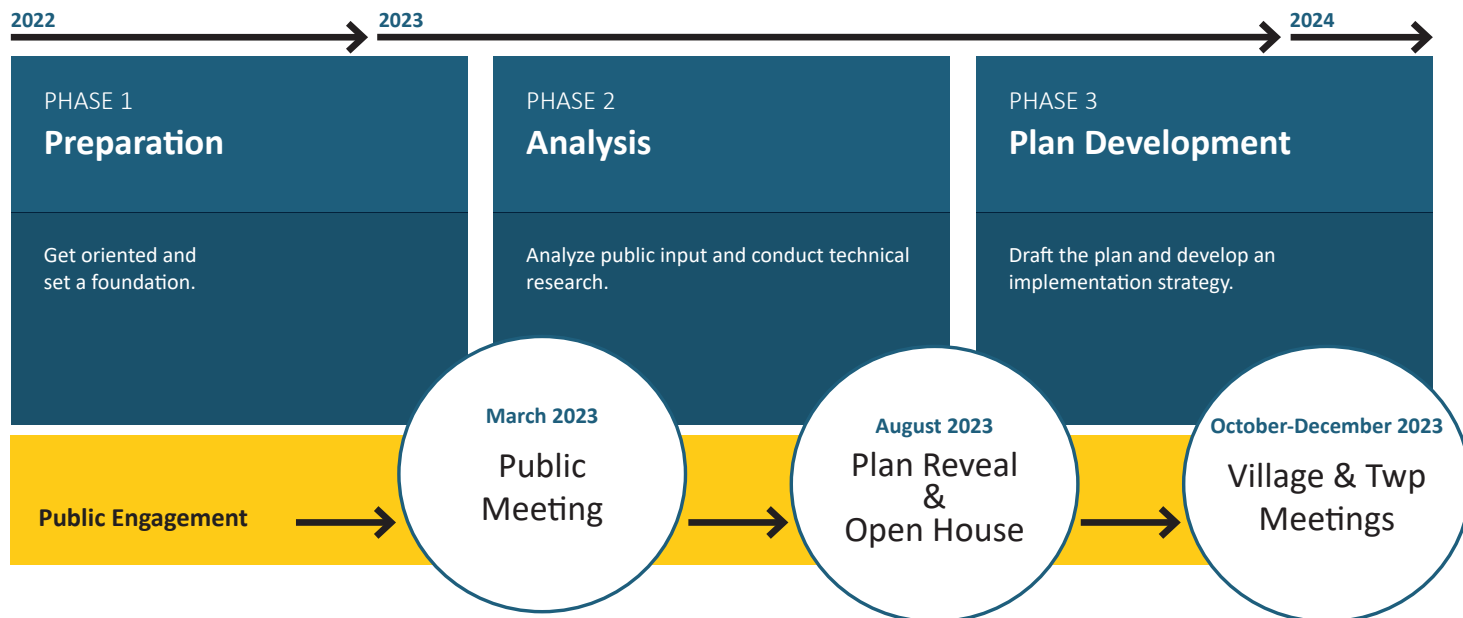 2022
2023
2024
PHASE 1
Preparation
Get oriented and
set a foundation.
PHASE 2
Analysis
Analyze public input and conduct technical
research.
PHASE 3
Plan Development
Draft the plan and develop an
implementation strategy.
Public Engagement
March 2023
Public
Meeting
August 2023
Plan Reveal
&
Open House
October-December 2023
Village & Twp
Meetings